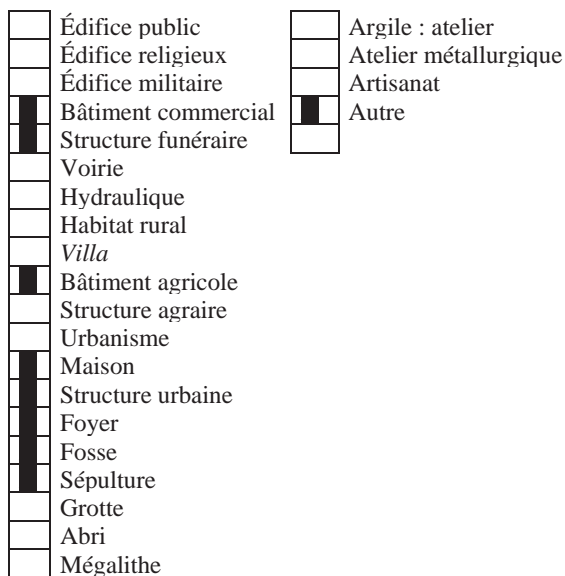 Édifice public
Édifice religieux
Édifice militaire
Bâtiment commercial
Structure funéraire
Voirie
Hydraulique
Habitat rural
Villa
Bâtiment agricole
Structure agraire
Urbanisme
Maison
Structure urbaine
Foyer
Fosse
Sépulture
Grotte
Abri
Mégalithe
Argile : atelier
Atelier métallurgique
Artisanat
Autre